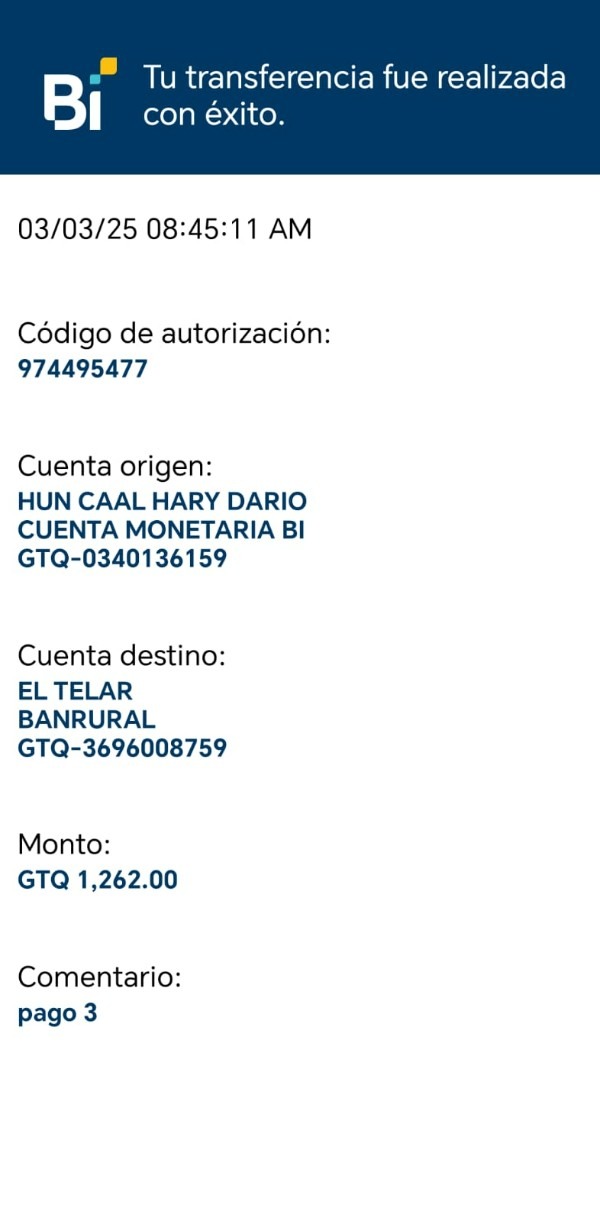 Bi
Tu transferencia fue realizada
con éxito.
03/03/25 08:45:11 AM
Código de autorización:
974495477
Cuenta origen:
HUN CAAL HARY DARIO
CUENTA MONETARIA BI
GTQ-0340136159
Cuenta destino:
EL TELAR
BANRURAL
GTQ-3696008759
Monto:
GTQ 1,262.00
Comentario:
pago 3